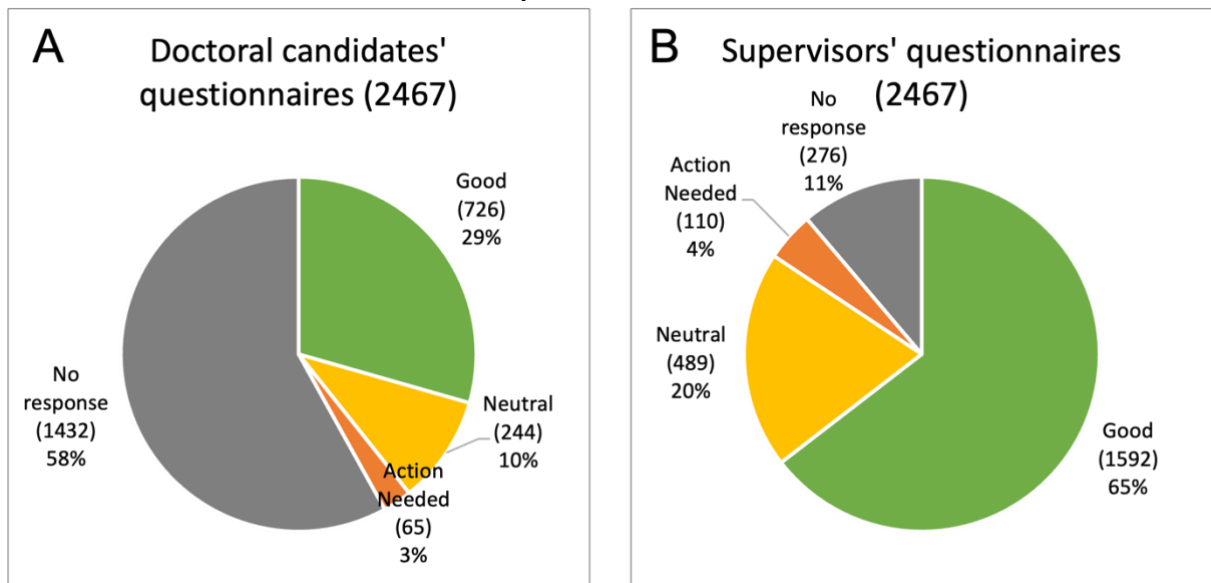 A
Doctoral candidates'
questionnaires (2467)
Good
(726)
29%
Neutral
(244)
10%
Action
Needed
(65)
3%
No
response
(1432)
58%
B
Supervisors' questionnaires
(2467)
No
response
(276)
11%
Action
Needed
(110)
4%
Neutral
(489)
20%
Good
(1592)
65%